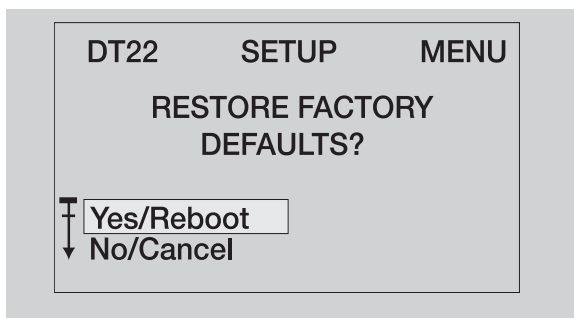 DT22 SETUP MENU
RESTORE FACTORY
DEFAULTS?
Yes/Reboot
No/Cancel